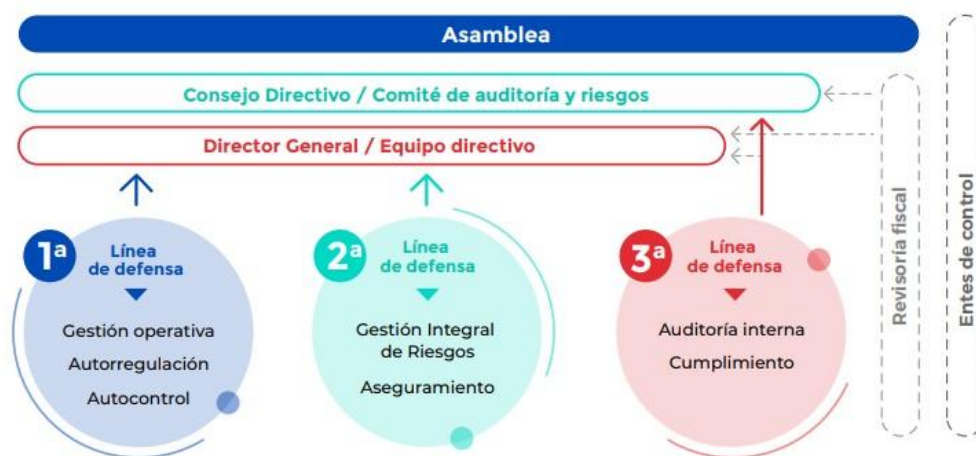 Asamblea
Consejo Directivo / Comité de auditoría y riesgos
Director General / Equipo directivo
1ª
Línea
de defensa
Gestión operativa
Autorregulación
Autocontrol
2ª
Línea
de defensa
Gestión Integral
de Riesgos
Aseguramiento
3ª
Línea
de defensa
Auditoría interna
Cumplimiento
Revisoría fiscal
Entes de control